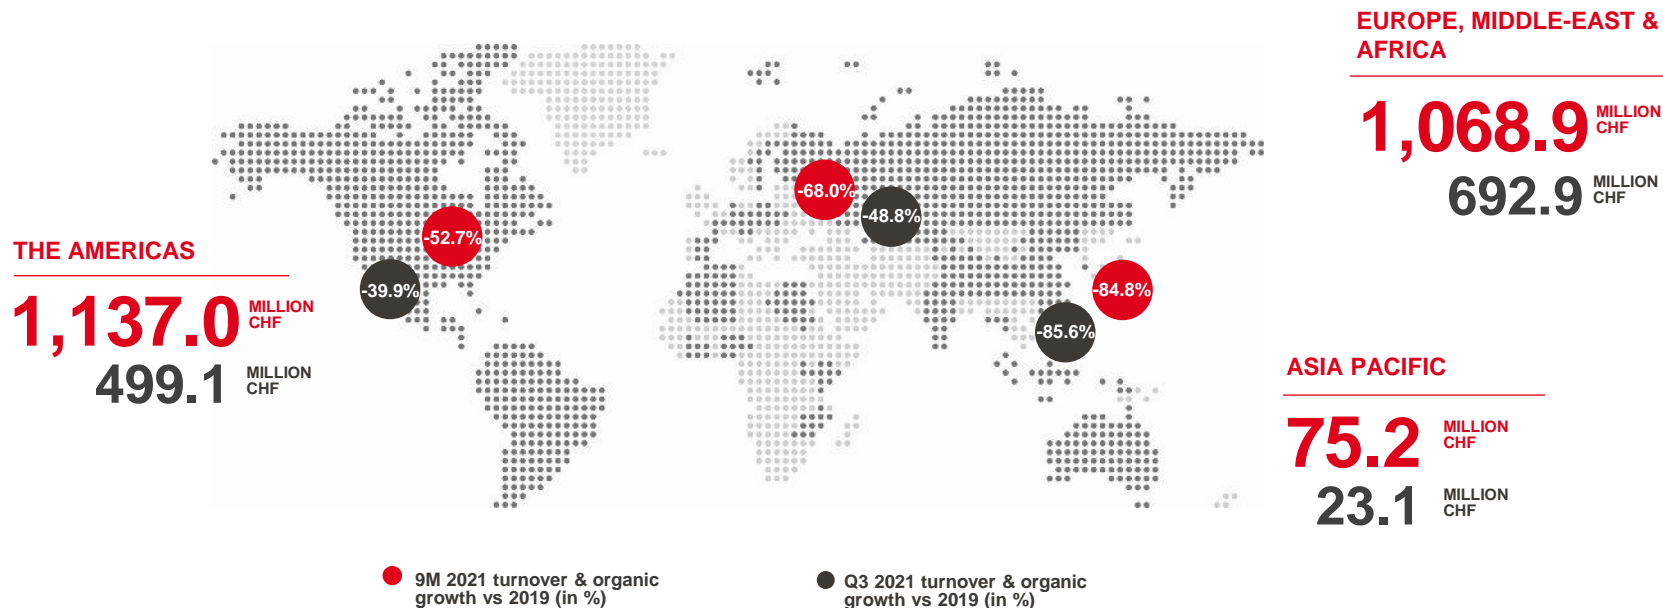 EUROPE, MIDDLE-EAST &
AFRICA
1,068.9 MILLION
CHF
692.9 MILLION
CHF
-68.0%
-48.8%
THE AMERICAS
1,137.0 MILLION
CHF
499.1 MILLION
CHF
-52.7%
-39.9%
-84.8%
-85.6%
ASIA PACIFIC
75.2 MILLION
CHF
23.1 MILLION
CHF
9M 2021 turnover & organic
growth vs 2019 (in %)
Q3 2021 turnover & organic
growth vs 2019 (in %)